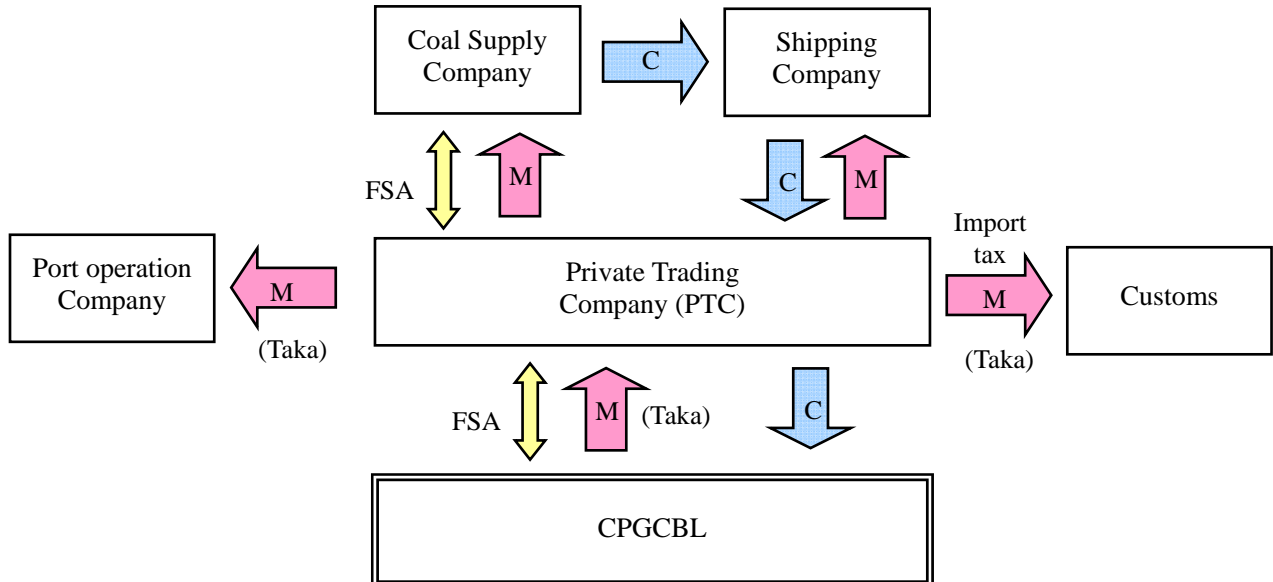 Coal Supply
Company
C
Shipping
Company
FSA
M
C
M
Port operation
Company
M
(Taka)
Private Trading
Company (PTC)
Import
tax
M
(Taka)
Customs
FSA
M
(Taka)
C
CPGCBL